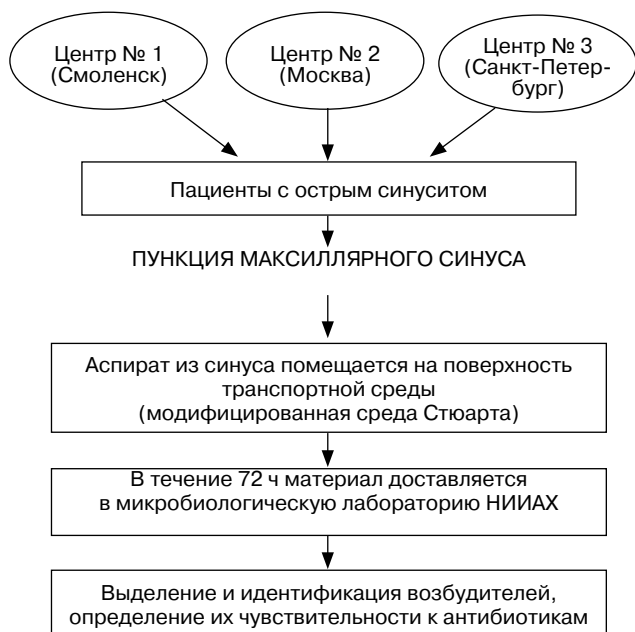 Центр № 1
(Смоленск)
Центр № 2
(Москва)
Центр № 3
(Санкт-Петер-
бург)
Пациенты с острым синуситом
ПУНКЦИЯ МАКСИЛЛЯРНОГО СИНУСА
Аспират из синуса помещается на поверхность
транспортной среды
(модифицированная среда Стюарта)
В течение 72 ч материал доставляется
в микробиологическую лабораторию НИИАХ
Выделение и идентификация возбудителей,
определение их чувствительности к антибиотикам